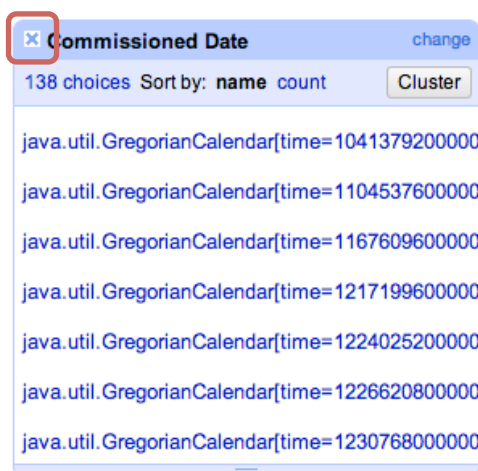 Commissioned Date change
138 choices Sort by: name count Cluster
java.util.GregorianCalendar[time=1041379200000
java.util.GregorianCalendar[time=1104537600000
java.util.GregorianCalendar[time=1167609600000
java.util.GregorianCalendar[time=1217199600000
java.util.GregorianCalendar[time=1224025200000
java.util.GregorianCalendar[time=1226620800000
java.util.GregorianCalendar[time=1230768000000